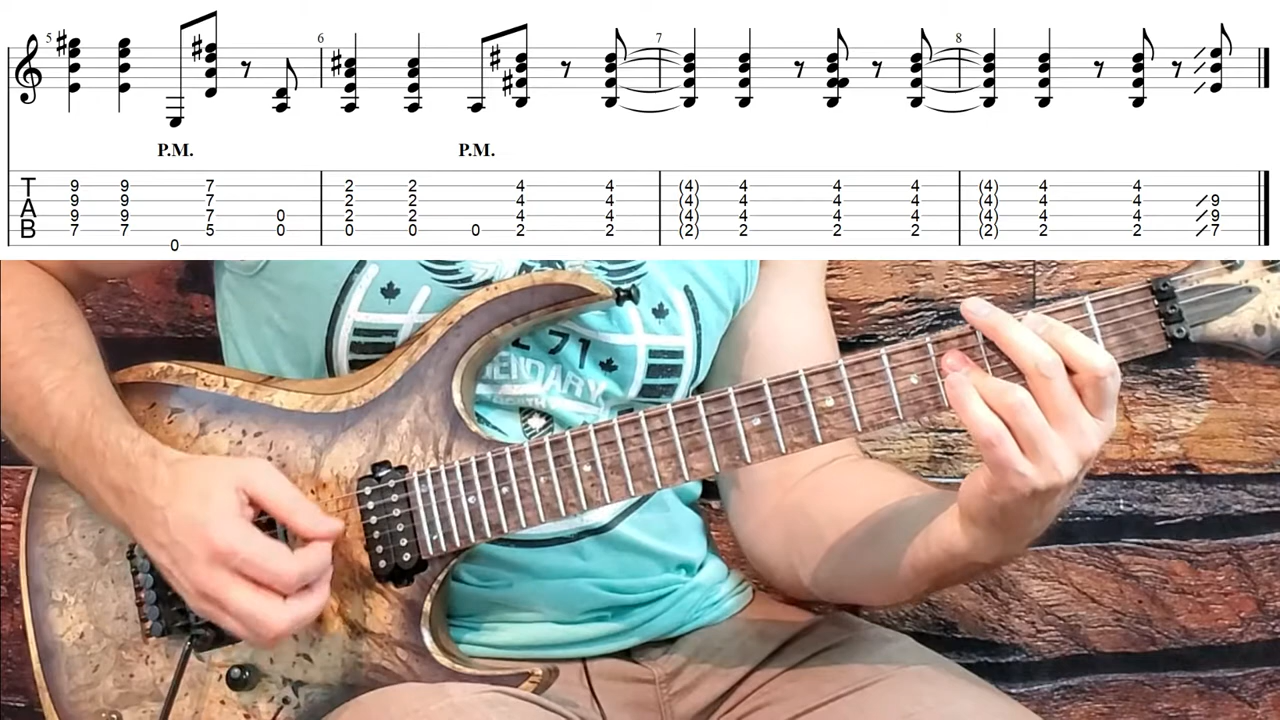 5 6 7 8
P.M. P.M.
T 9 9 7 2 2 4 4 (4) 4 4 4 (4) 4 4
9 9 7 2 2 4 4 (4) 4 4 4 (4) 4 4 9
A 9 9 7 0 2 2 4 4 (4) 4 4 4 (4) 4 4 9
B 7 7 5 0 0 0 0 2 2 (2) 2 2 2 (2) 2 2 7
0
71
GENDARY